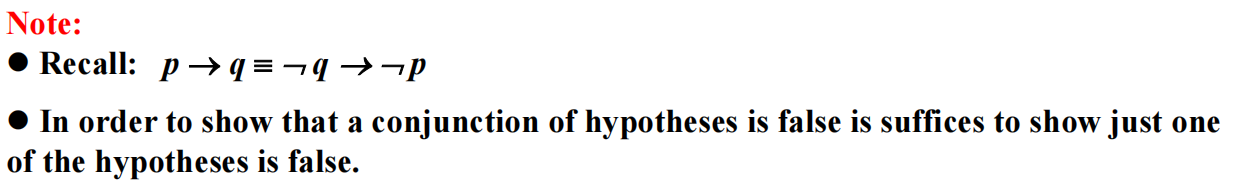 Note:
● Recall: p → q ≡ ¬q → ¬p
● In order to show that a conjunction of hypotheses is false is suffices to show just one
of the hypotheses is false.